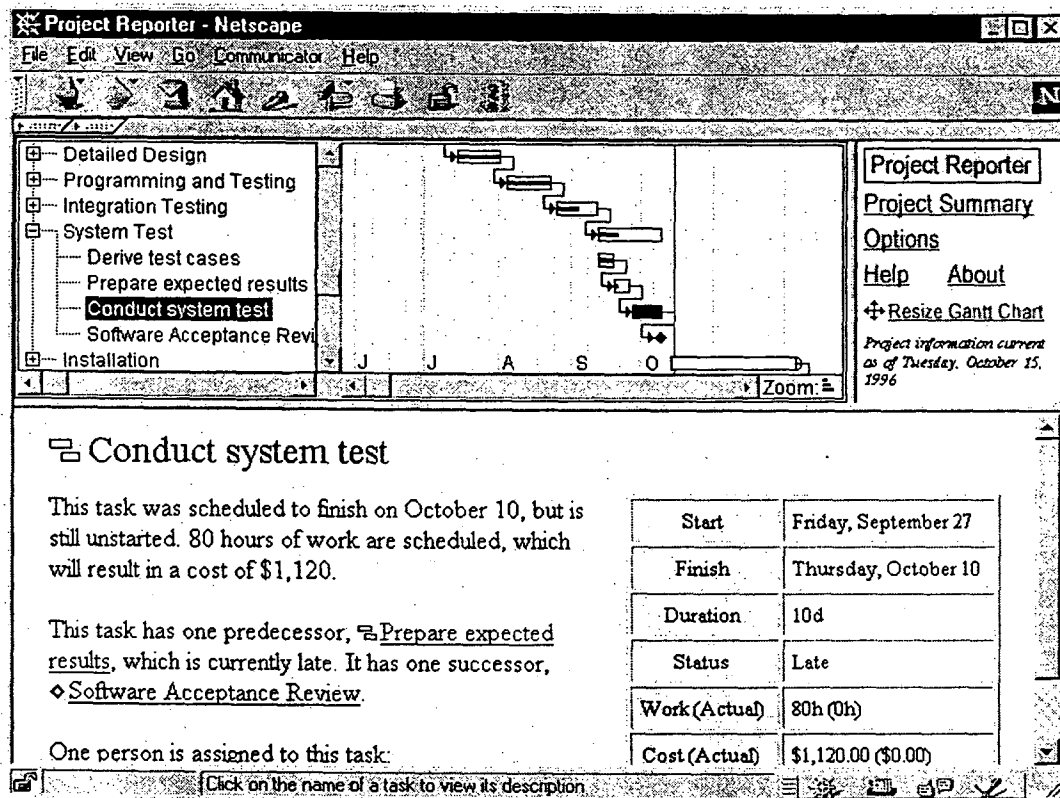 Project Reporter - Netscape
File Edit View Go Communicator Help
N
Detailed Design
Programming and Testing
Integration Testing
System Test
Derive test cases
Prepare expected results
Conduct system test
Software Acceptance Revi
Installation
J J A S O
Zoom:
Project Reporter
Project Summary
Options
Help About
Resize Gantt Chart
Project information current
as of Tuesday, October 15,
1996
Conduct system test
This task was scheduled to finish on October 10, but is
still unstarted. 80 hours of work are scheduled, which
will result in a cost of $1,120.
This task has one predecessor, Prepare expected
results, which is currently late. It has one successor,
Software Acceptance Review.
One person is assigned to this task:
Start Friday, September 27
Finish Thursday, October 10
Duration 10d
Status Late
Work (Actual) 80h (0h)
Cost (Actual) $1,120.00 ($0.00)
Click on the name of a task to view its description